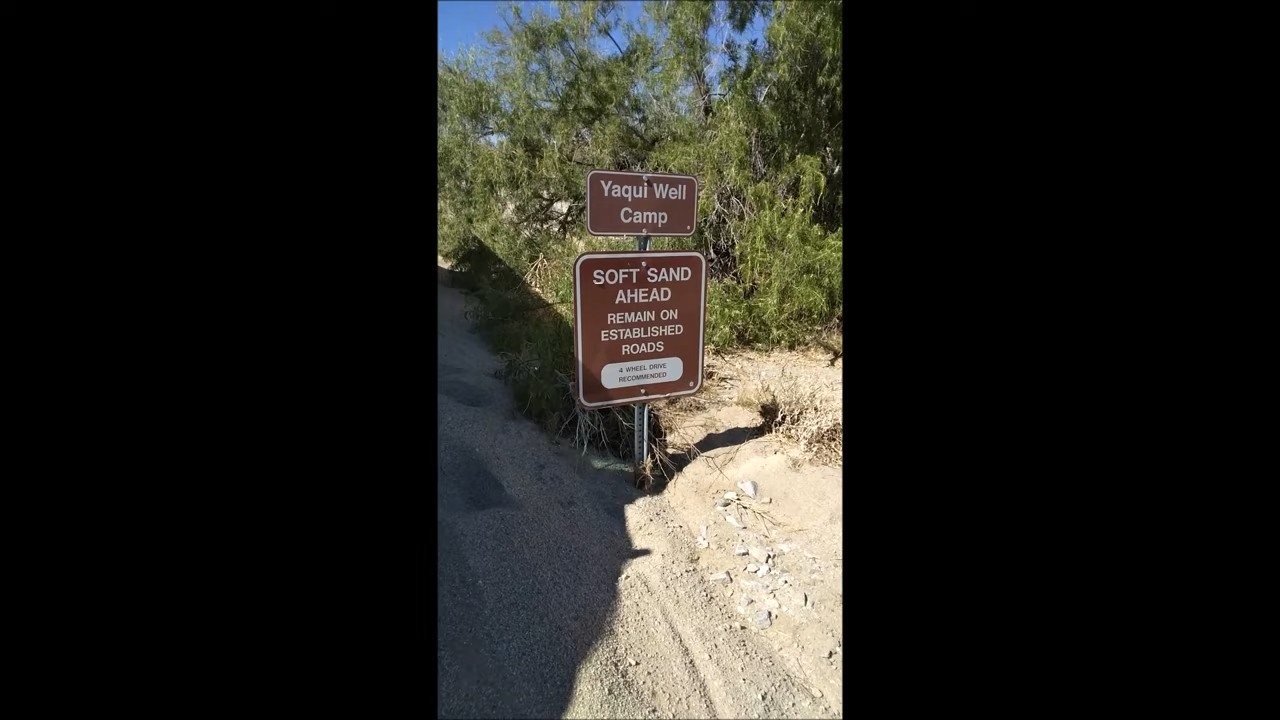 Yaqui Well
Camp
SOFT SAND
AHEAD
REMAIN ON
ESTABLISHED
ROADS
4 WHEEL DRIVE
RECOMMENDED